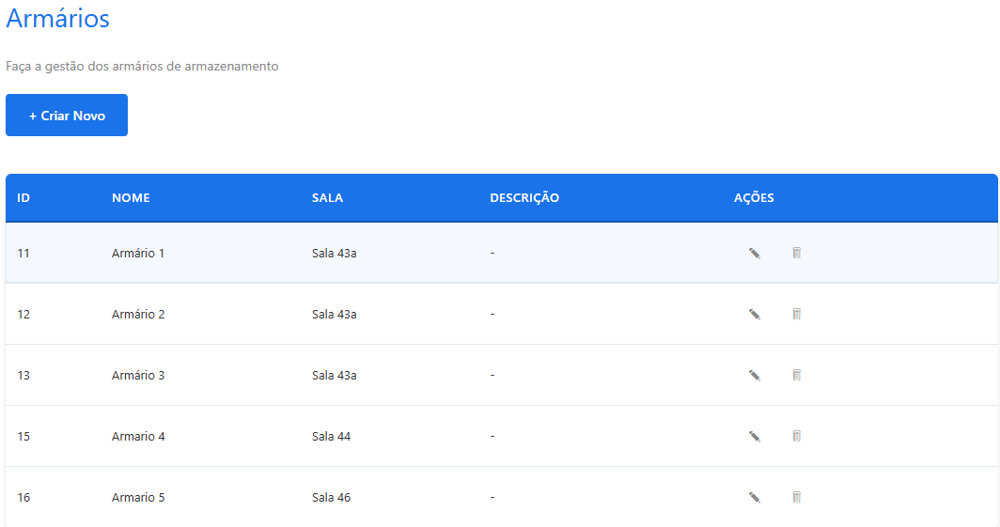 Armários
Faça a gestão dos armários de armazenamento
+ Criar Novo
ID NOME SALA DESCRIÇÃO AÇÕES
11 Armário 1 Sala 43a -
12 Armário 2 Sala 43a -
13 Armário 3 Sala 43a -
15 Armario 4 Sala 44 -
16 Armario 5 Sala 46 -